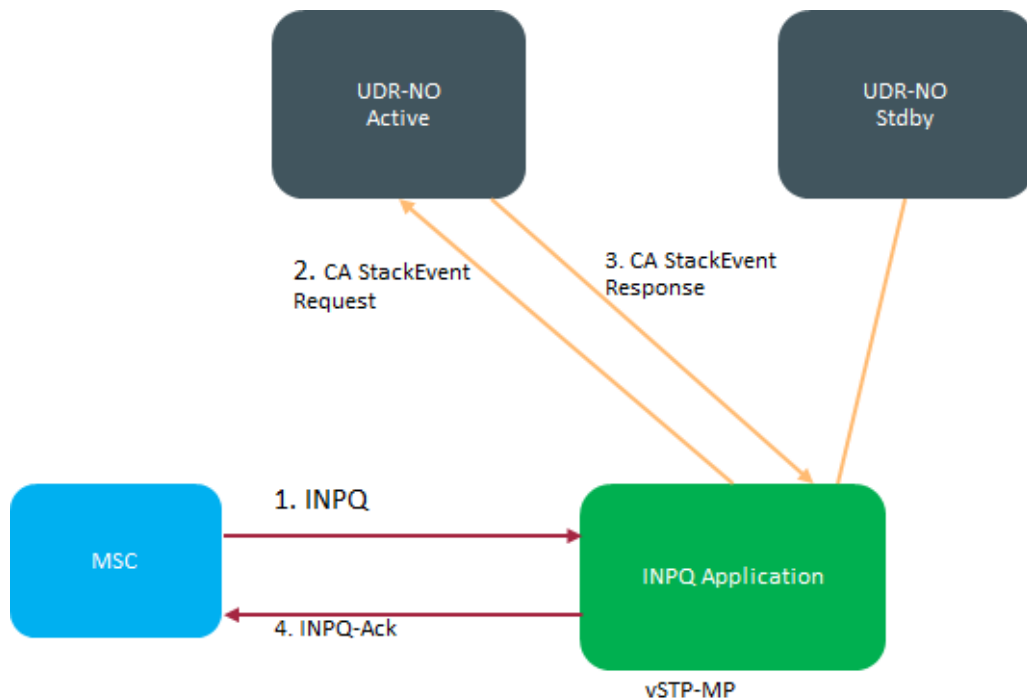 UDR-NO
Active
UDR-NO
Stdby
2. CA StackEvent
Request
3. CA StackEvent
Response
1. INPQ
MSC
INPQ Application
4. INPQ-Ack
vSTP-MP